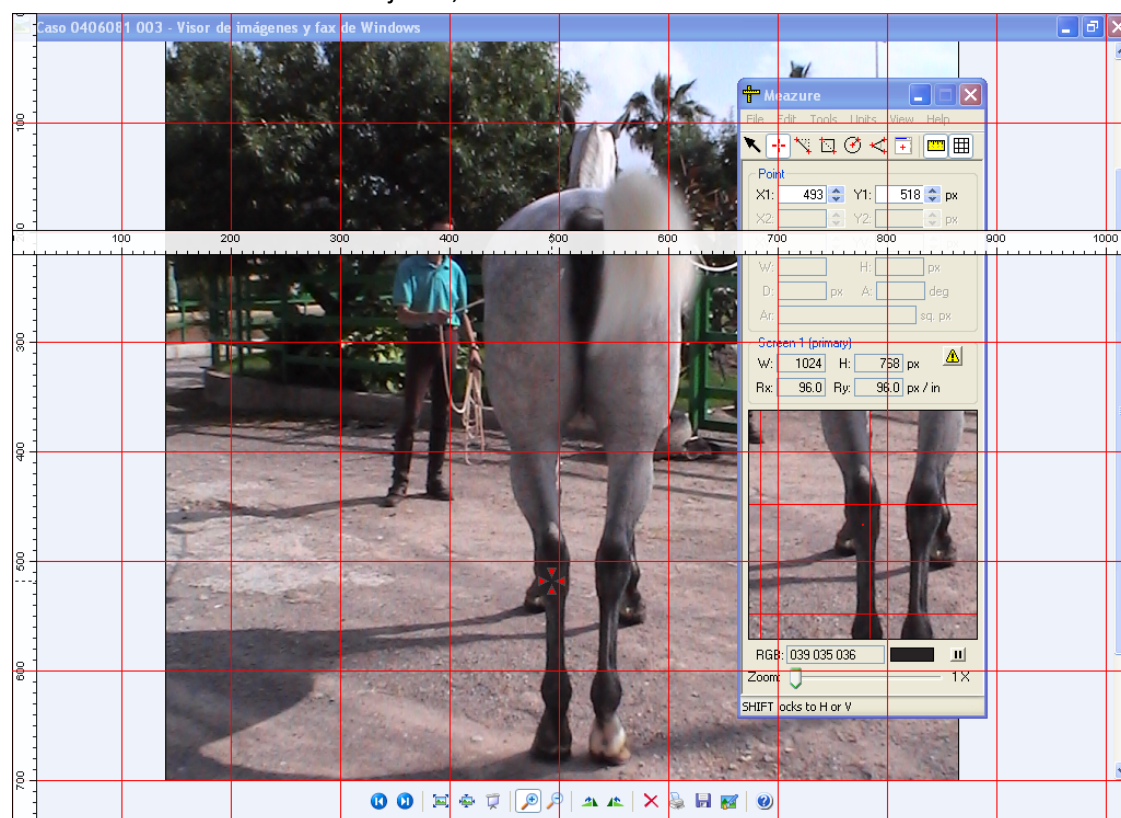 Caso 0406081 003 - Visor de imágenes y fax de Windows
Meazure
File Edit Tools Units View Help
Point
X1: 493 Y1: 518 px
X2: Y2: px
W: H: px
D: px A: deg
Ar: sq. px
Screen 1 (primary)
W: 1024 H: 768 px
Rx: 96.0 Ry: 96.0 px / in
RGB: 039 035 036
Zoom: 1X
SHIFT locks to H or V
100 200 300 400 500 600 700 800 900 1000
0
100
300
400
500
600
700